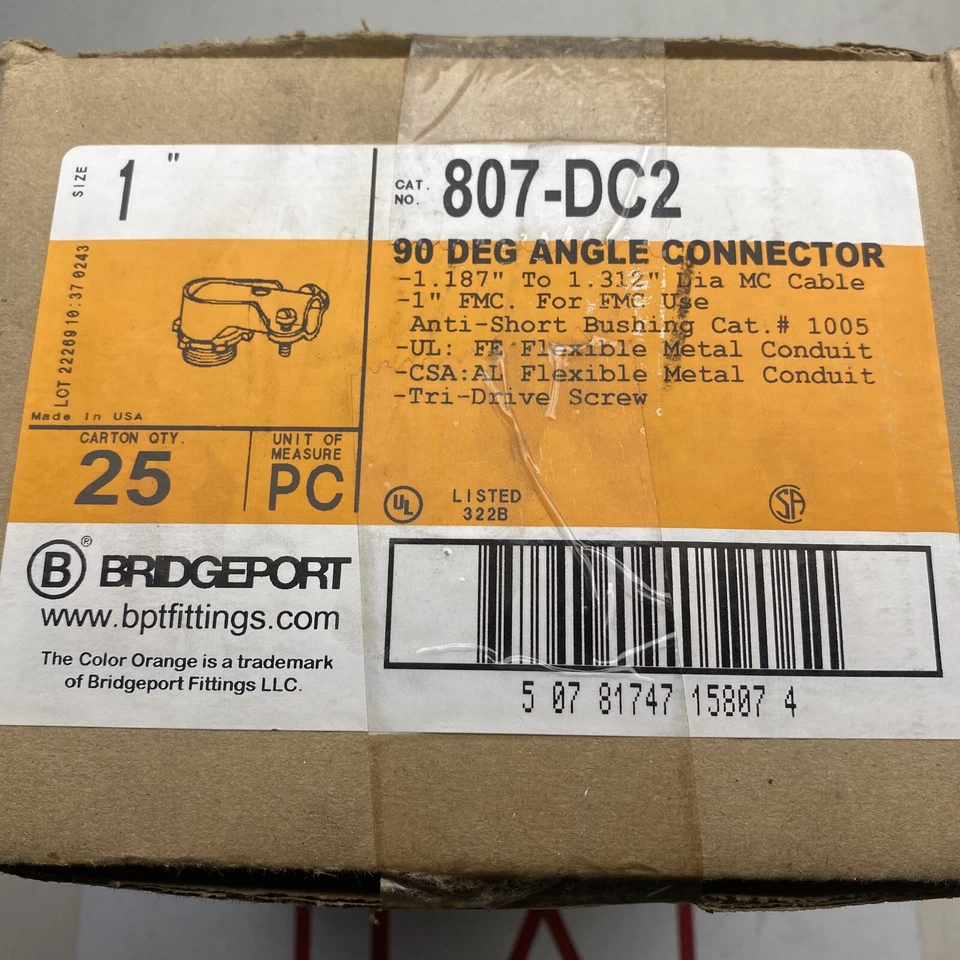 SIZE
1"
CAT. NO. 807-DC2
90 DEG ANGLE CONNECTOR
-1.187" To 1.312" Dia MC Cable
-1" FMC. For FMC Use
Anti-Short Bushing Cat.# 1005
-UL: FE Flexible Metal Conduit
-CSA:AL Flexible Metal Conduit
-Tri-Drive Screw
LOT 22269 10:37 0243
Made In USA
CARTON QTY.
25
UNIT OF
MEASURE
PC
UL
LISTED
322B
SA
B® BRIDGEPORT
www.bptfittings.com
The Color Orange is a trademark
of Bridgeport Fittings LLC.
5 07 81747 15807 4